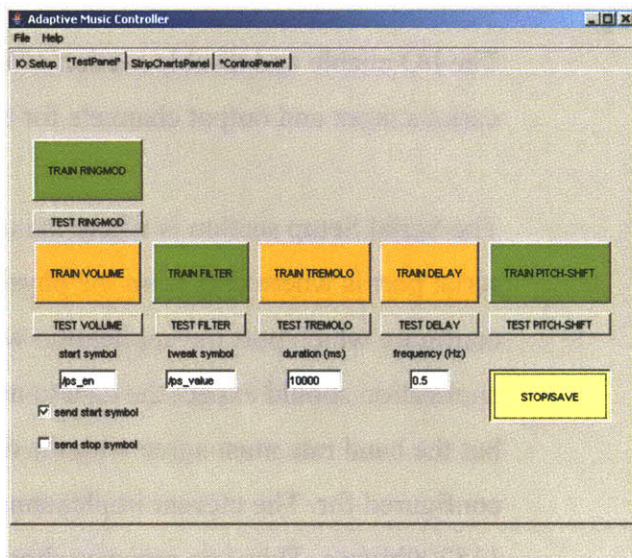 Adaptive Music Controller
File Help
IO Setup *TestPanel* StripChartsPanel *ControlPanel*
TRAIN RINGMOD
TEST RINGMOD
TRAIN VOLUME TRAIN FILTER TRAIN TREMOLO TRAIN DELAY TRAIN PITCH-SHIFT
TEST VOLUME TEST FILTER TEST TREMOLO TEST DELAY TEST PITCH-SHIFT
start symbol tweak symbol duration (ms) frequency (Hz)
/ps_en /ps_value 10000 0.5
STOP/SAVE
send start symbol
send stop symbol